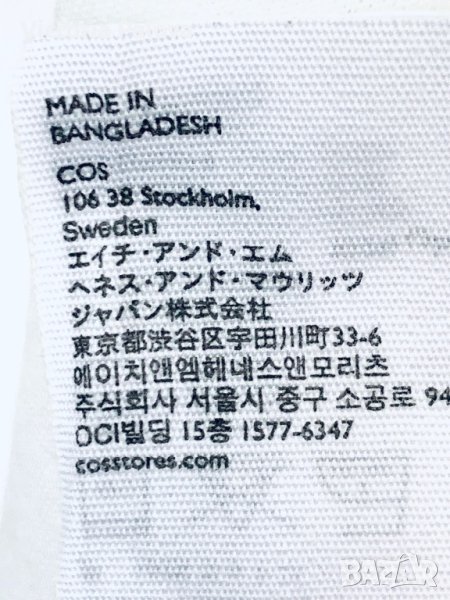 MADE IN
BANGLADESH
COS
106 38 Stockholm,
Sweden
エイチ・アンド・エム
ヘネス・アンド・マウリッツ
ジャパン株式会社
東京都渋谷区宇田川町33-6
에이치앤엠헤네스앤모리츠
주식회사 서울시 중구 소공로 94
OCI빌딩 15층 1577-6347
cosstores.com
BAZAR